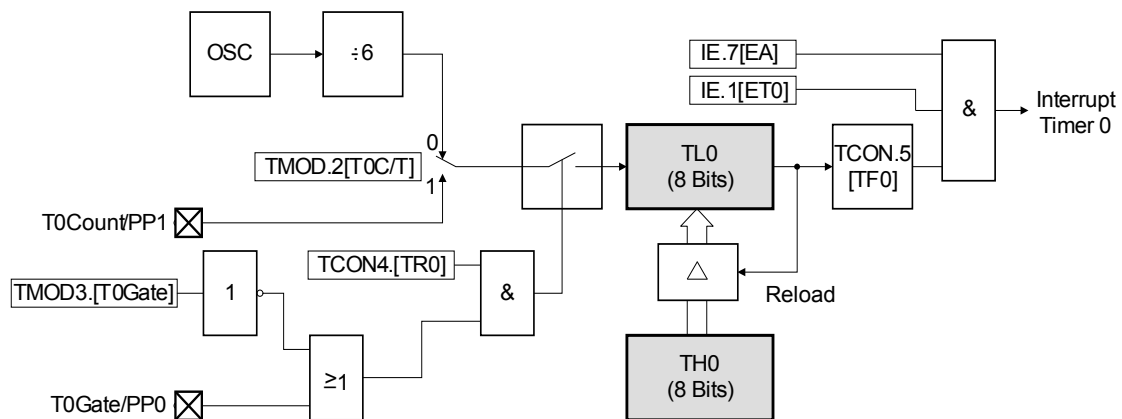 OSC
÷6
IE.7[EA]
IE.1[ET0]
&
Interrupt
Timer 0
0
TMOD.2[T0C/T]
1
TL0
(8 Bits)
TCON.5
[TF0]
T0Count/PP1
TCON4.[TR0]
&
△
Reload
TMOD3.[T0Gate]
1
≥1
T0Gate/PP0
TH0
(8 Bits)